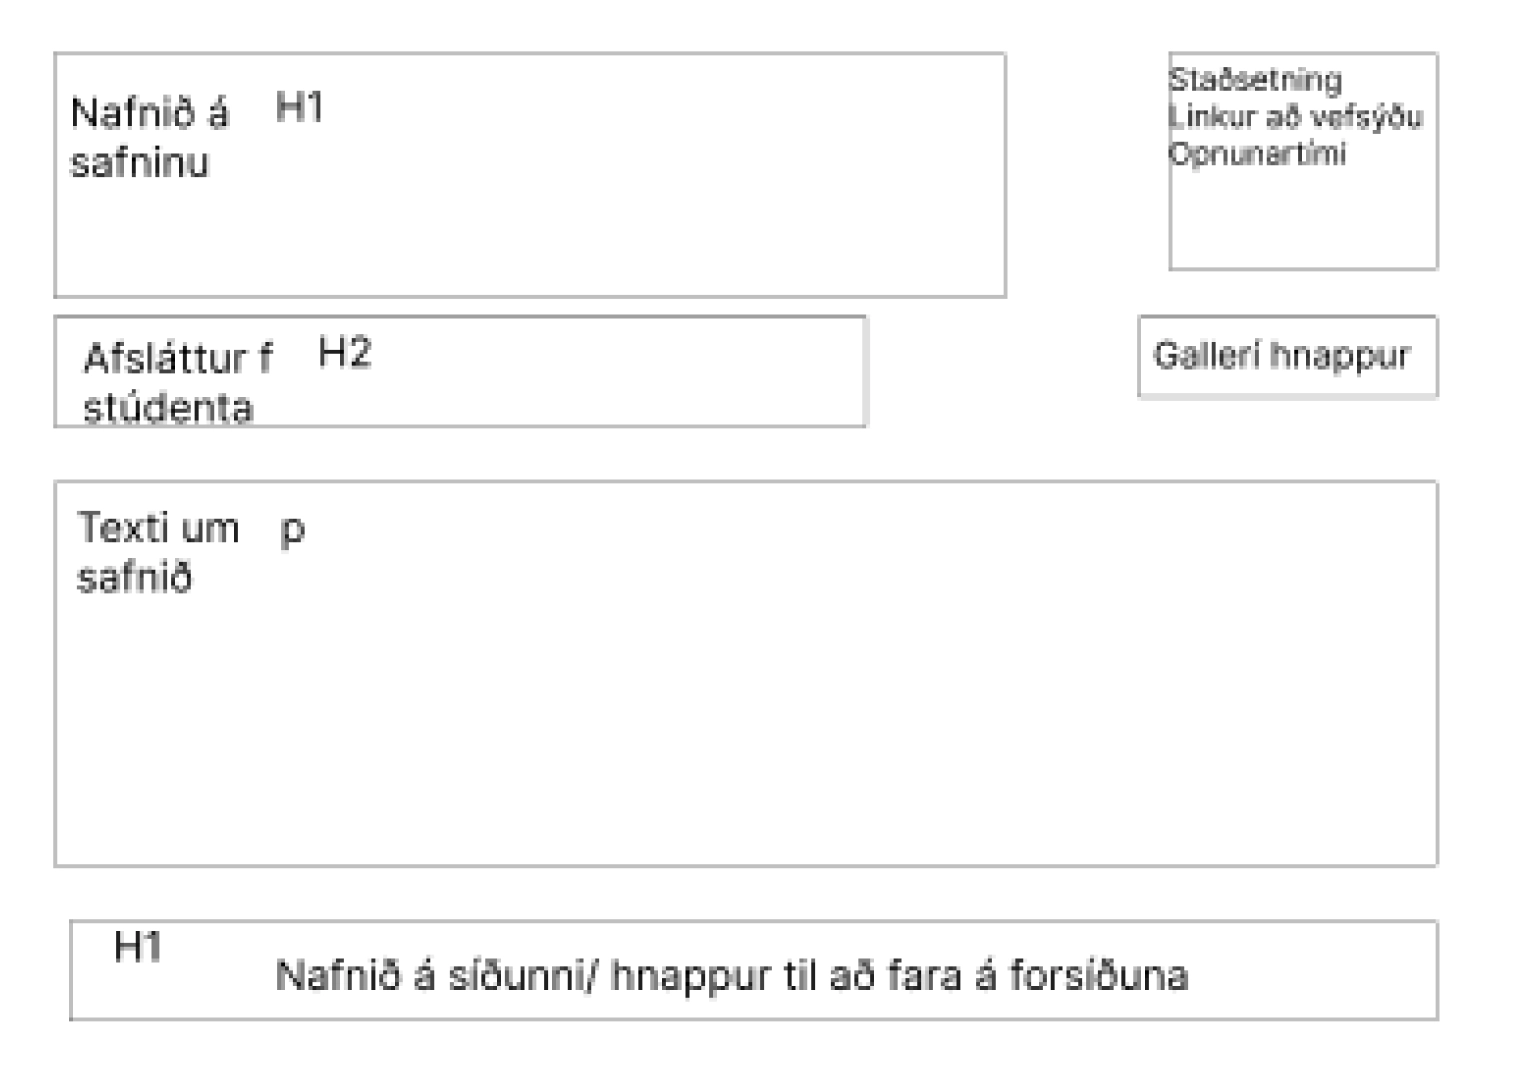 Nafnið á H1
safninu
Staðsetning
Linkur að vefsýðu
Opnunartími
Afsláttur f H2
stúdenta
Gallerí hnappur
Texti um p
safnið
H1
Nafnið á síðunni/ hnappur til að fara á forsíðuna